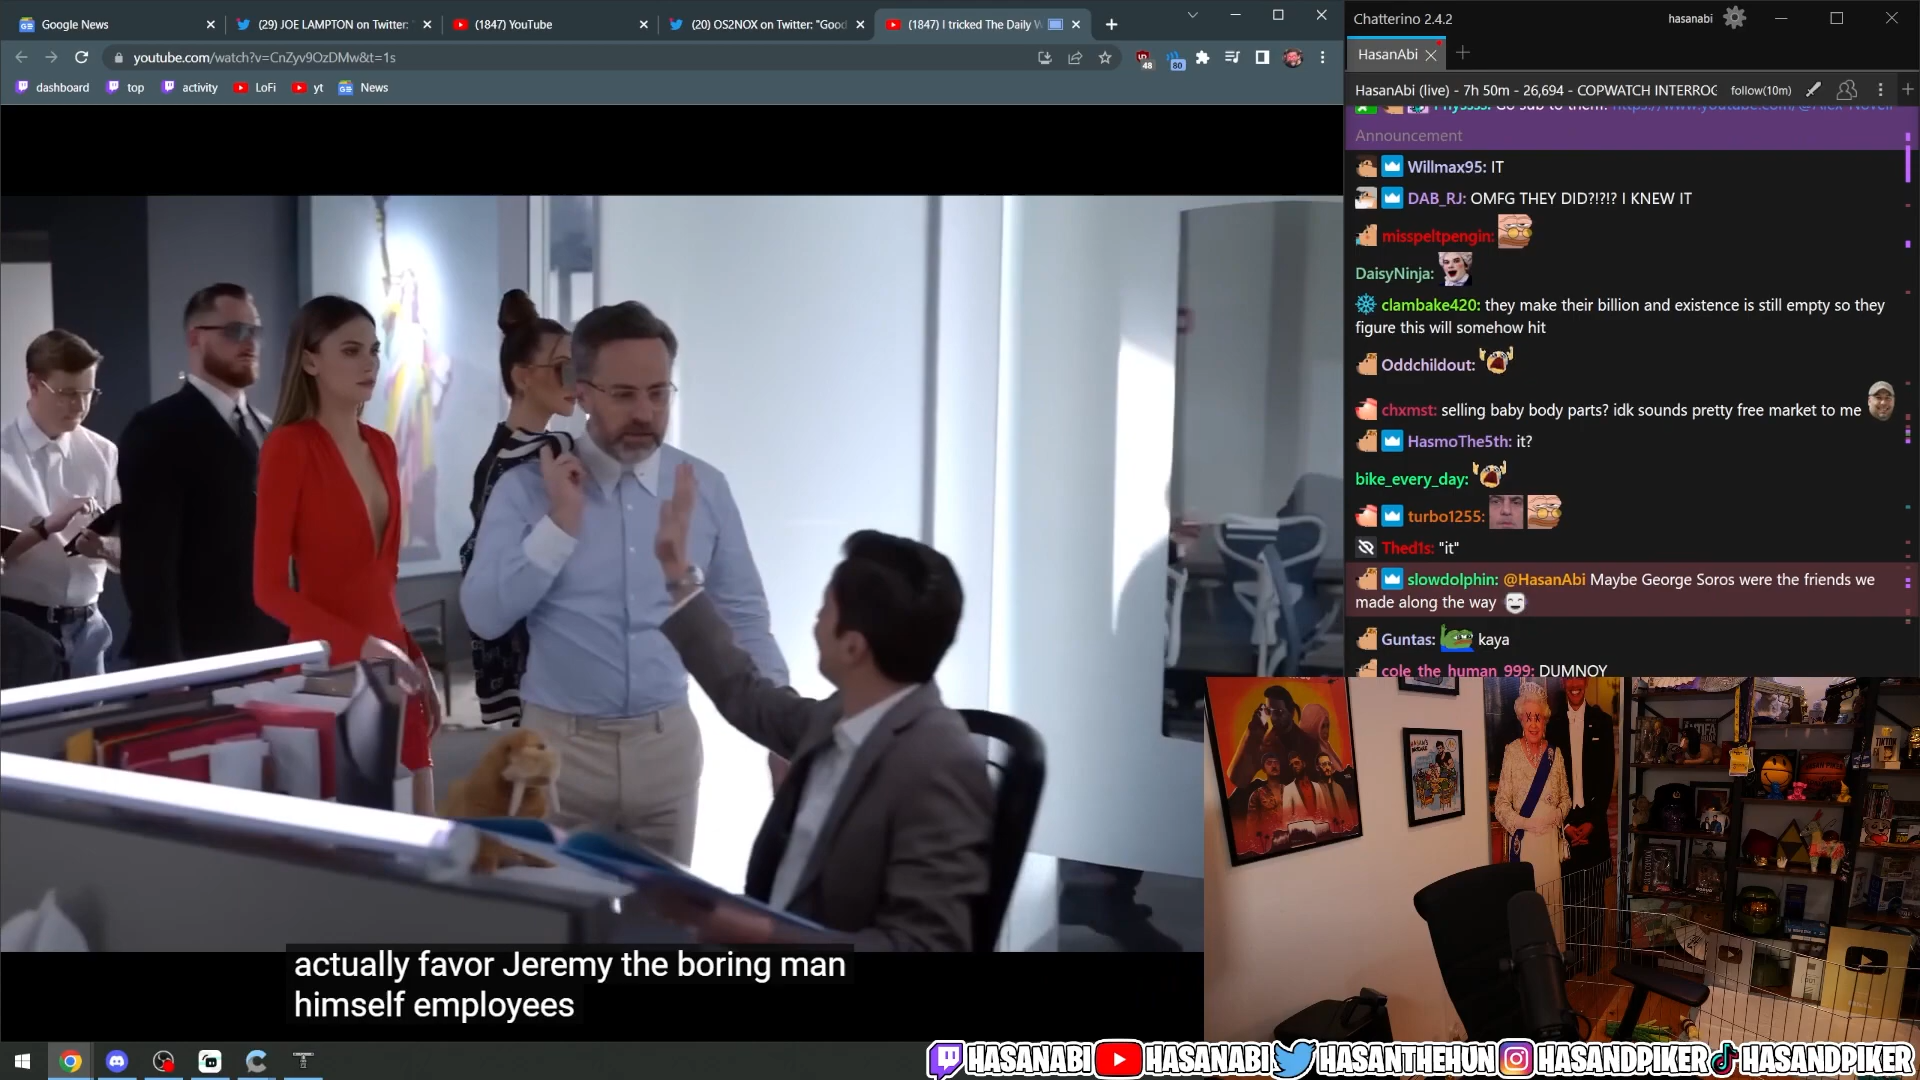 Google News
(29) JOE LAMPTON on Twitter: "
(1847) YouTube
(20) OS2NOX on Twitter: "Good
(1847) I tricked The Daily W
youtube.com/watch?v=CnZyv9OzDMw&t=1s
48
80
dashboard
top
activity
LoFi
yt
News
actually favor Jeremy the boring man
himself employees
Chatterino 2.4.2
hasanabi
HasanAbi
HasanAbi (live) - 7h 50m - 26,694 - COPWATCH INTERROG
follow(10m)
Announcement
Willmax95: IT
DAB_RJ: OMFG THEY DID?!?!? I KNEW IT
misspeltpengin:
DaisyNinja:
clambake420: they make their billion and existence is still empty so they
figure this will somehow hit
Oddchildout:
chxmst: selling baby body parts? idk sounds pretty free market to me
HasmoThe5th: it?
bike_every_day:
turbo1255:
Thed1s: "it"
slowdolphin: @HasanAbi Maybe George Soros were the friends we
made along the way
Guntas: kaya
cole_the_human_999: DUMNOY
HASANABI HASANABI HASANTHEHUN HASANDPIKER HASANDPIKER